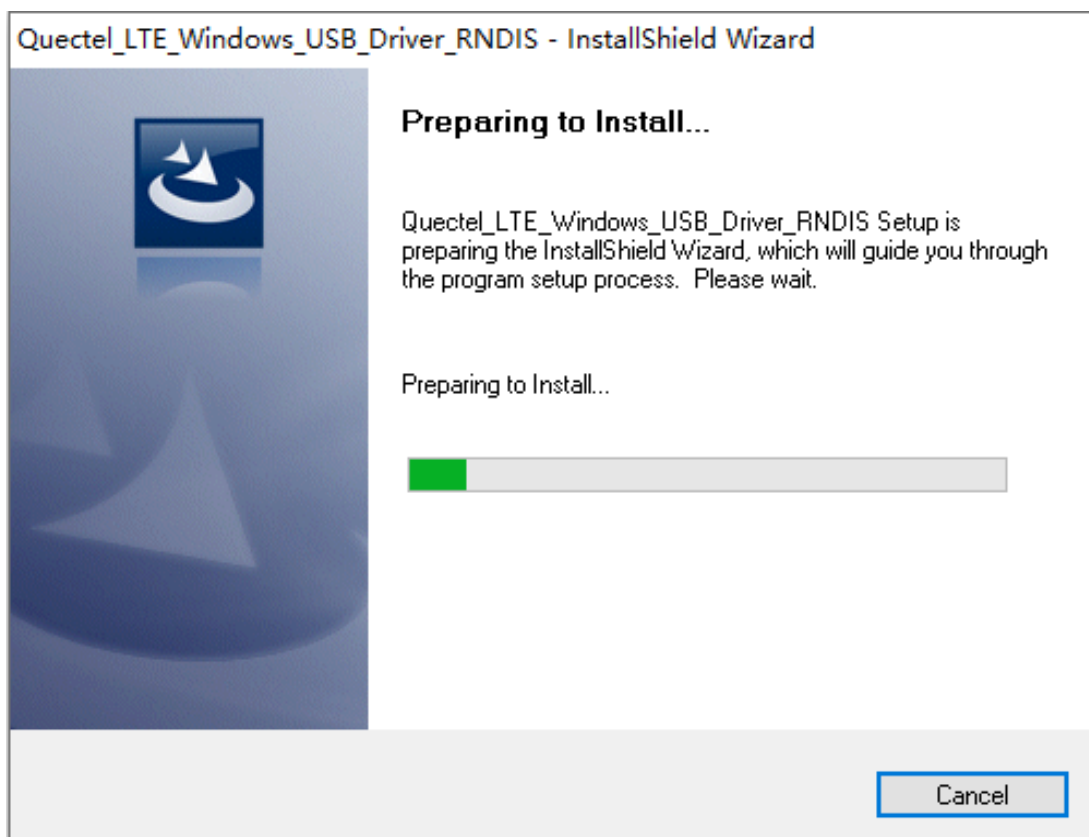 Quectel_LTE_Windows_USB_Driver_RNDIS - InstallShield Wizard
Preparing to Install...
Quectel_LTE_Windows_USB_Driver_RNDIS Setup is
preparing the InstallShield Wizard, which will guide you through
the program setup process.  Please wait.
Preparing to Install...
Cancel